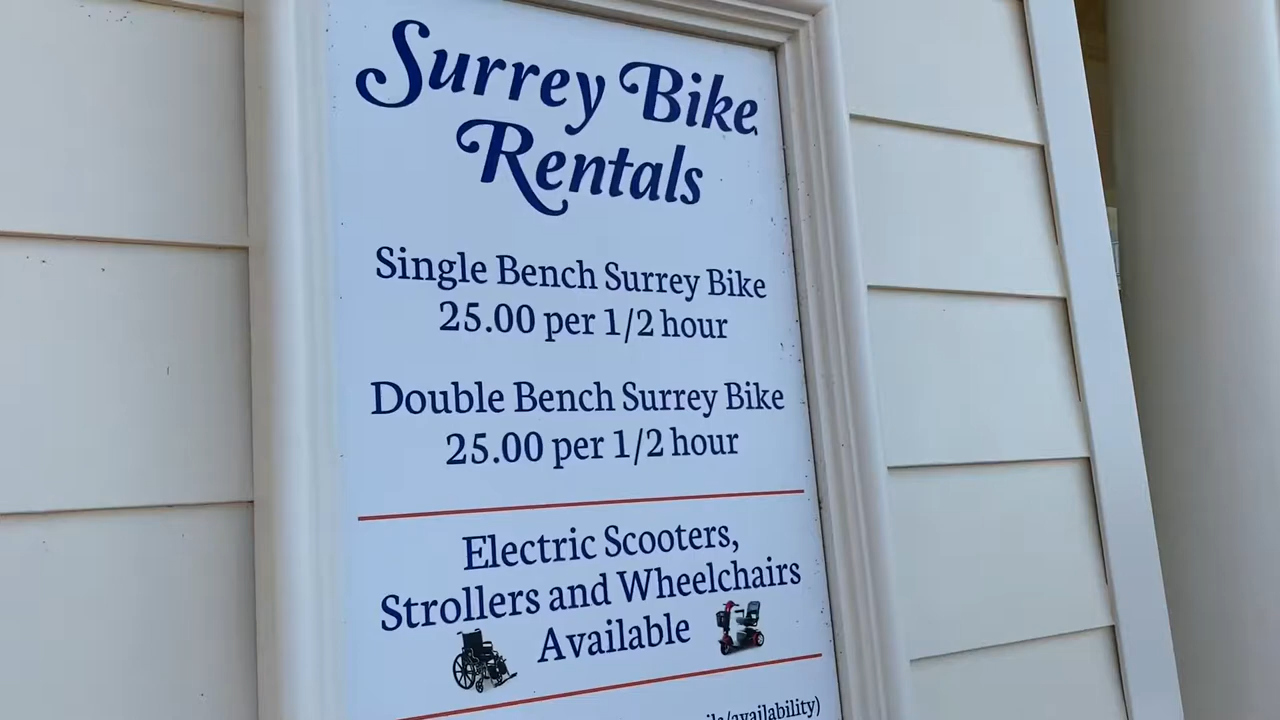 Surrey Bike
Rentals
Single Bench Surrey Bike
25.00 per 1/2 hour
Double Bench Surrey Bike
25.00 per 1/2 hour
Electric Scooters,
Strollers and Wheelchairs
Available
availability)